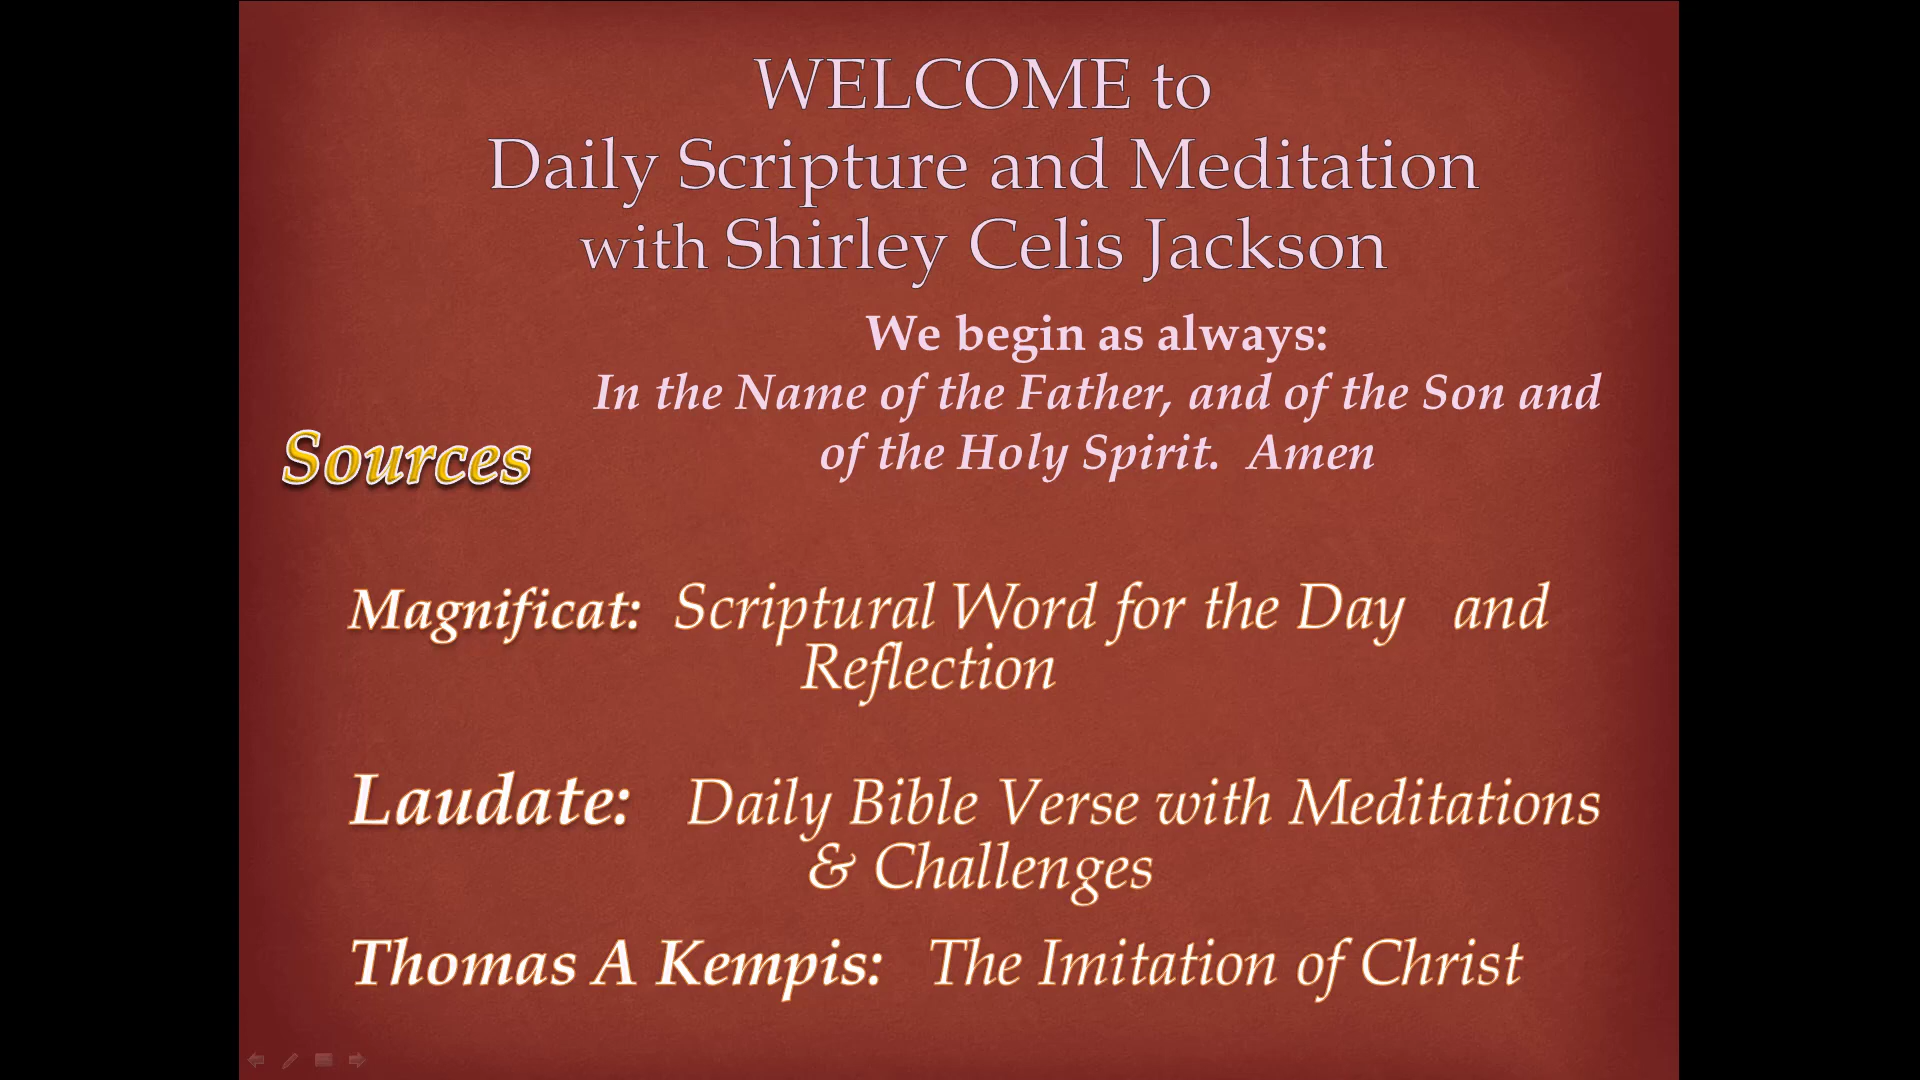 WELCOME to
Daily Scripture and Meditation
with Shirley Celis Jackson
We begin as always:
In the Name of the Father, and of the Son and
of the Holy Spirit.  Amen
Sources
Magnificat:  Scriptural Word for the Day   and
Reflection
Laudate:   Daily Bible Verse with Meditations
& Challenges
Thomas A Kempis:   The Imitation of Christ